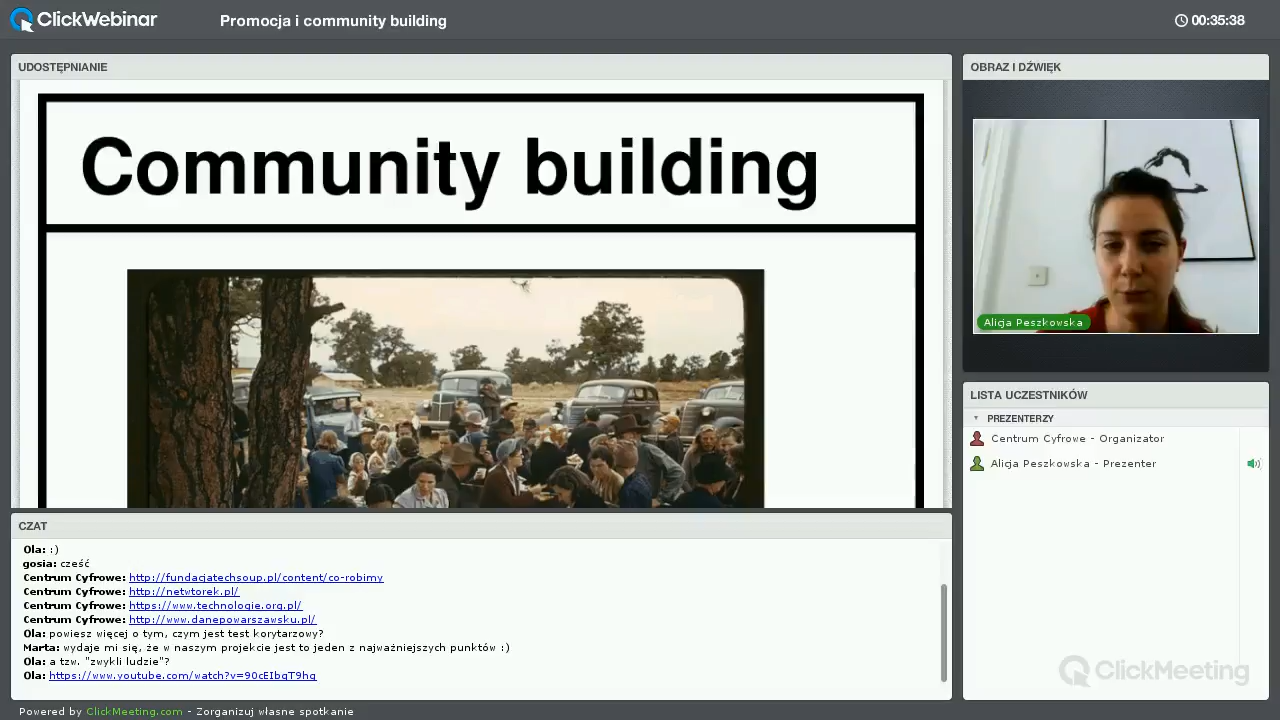 ClickWebinar
Promocja i community building
00:35:38
UDOSTĘPNIANIE
Community building
OBRAZ I DŹWIĘK
Alicja Peszkowska
LISTA UCZESTNIKÓW
PREZENTERZY
Centrum Cyfrowe - Organizator
Alicja Peszkowska - Prezenter
CZAT
Ola: :)
gosia: cześć
Centrum Cyfrowe: http://fundacjatechsoup.pl/content/co-robimy
Centrum Cyfrowe: http://netwtorek.pl/
Centrum Cyfrowe: https://www.technologie.org.pl/
Centrum Cyfrowe: http://www.danepowarszawsku.pl/
Ola: powiesz więcej o tym, czym jest test korytarzowy?
Marta: wydaje mi się, że w naszym projekcie jest to jeden z najważniejszych punktów :)
Ola: a tzw. "zwykli ludzie"?
Ola: https://www.youtube.com/watch?v=90cEIbqT9hg
ClickMeeting
Powered by ClickMeeting.com - Zorganizuj własne spotkanie